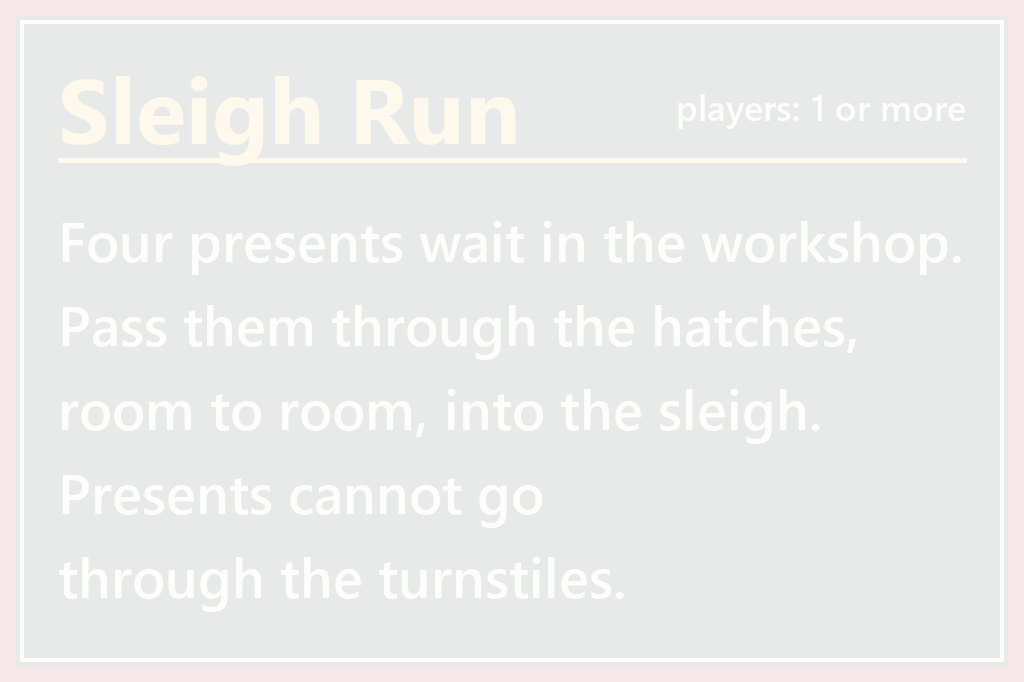 Sleigh Run
players: 1 or more
Four presents wait in the workshop.
Pass them through the hatches,
room to room, into the sleigh.
Presents cannot go
through the turnstiles.